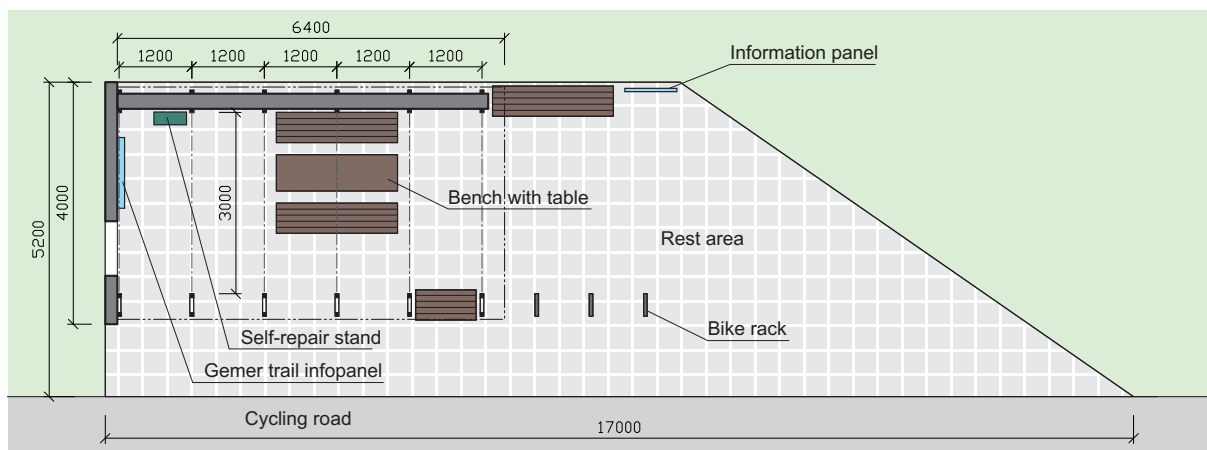 6400
1200 1200 1200 1200 1200
Information panel
3000
4000
5200
Bench with table
Rest area
Bike rack
Self-repair stand
Gemer trail infopanel
Cycling road
17000